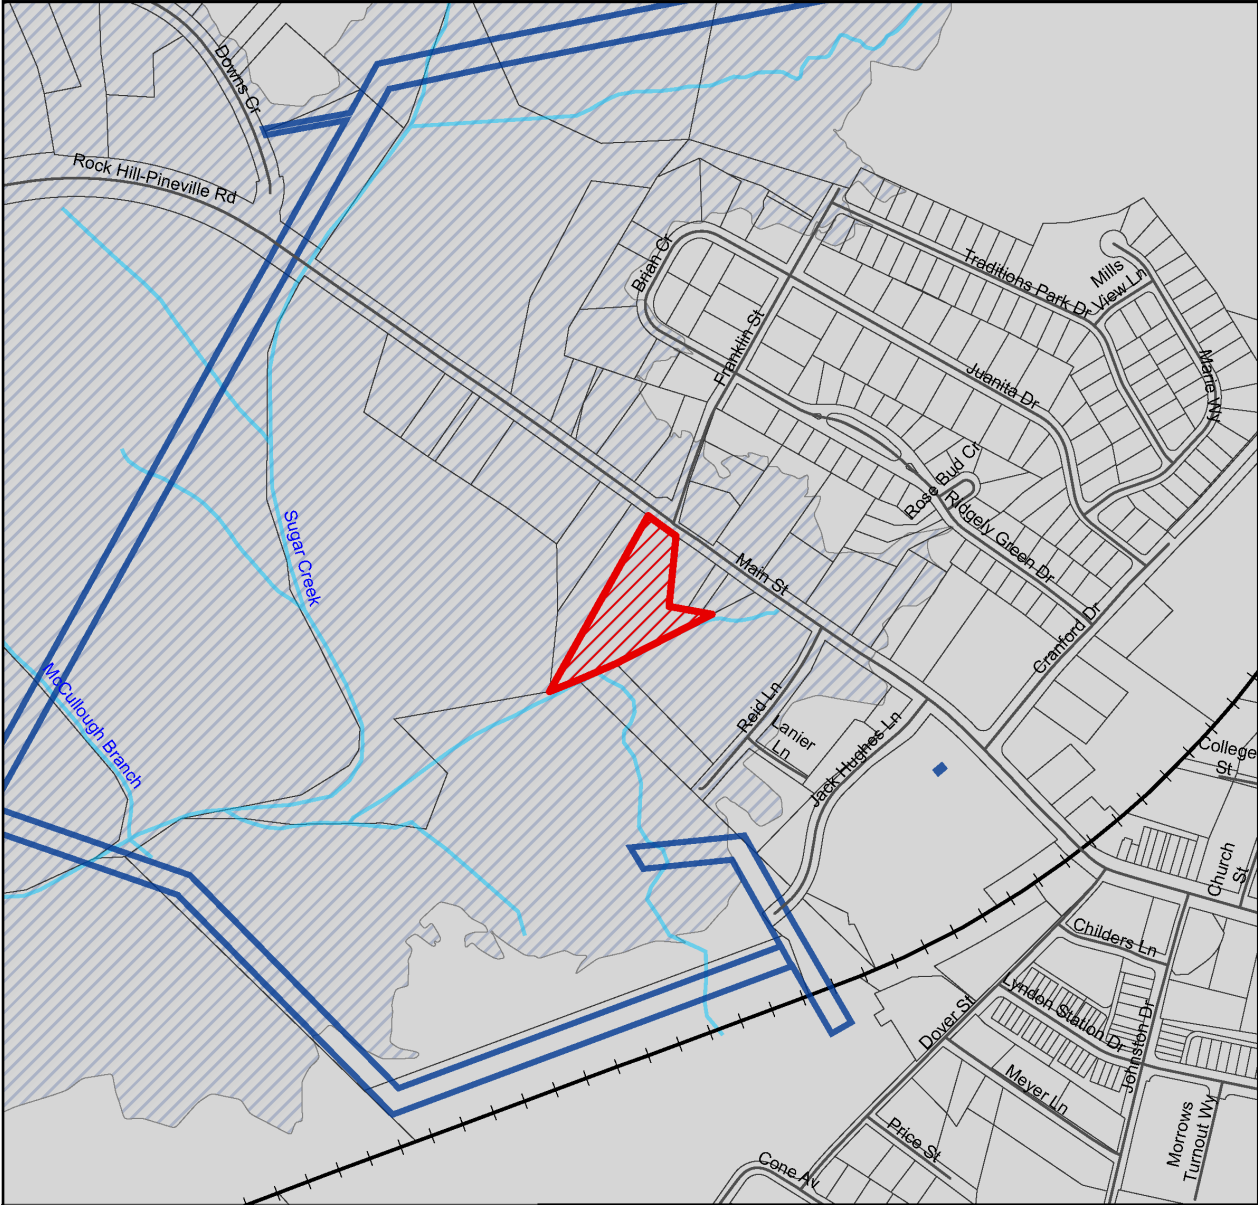 Downs Cr
Rock Hill-Pineville Rd
Brian Cr
Franklin St
Traditions Park Dr
Mills
View Ln
Marie Wy
Juanita Dr
Rose Bud Cr
Ridgely Green Dr
Sugar Creek
Main St
Cranford Dr
McCullough Branch
Reid Ln
Lanier
Ln
Jack Hughes Ln
College
St
Church
St
Childers Ln
Lyndon Station Dr
Dover St
Johnston Dr
Meyer Ln
Price St
Morrows
Turnout Wy
Cone Av